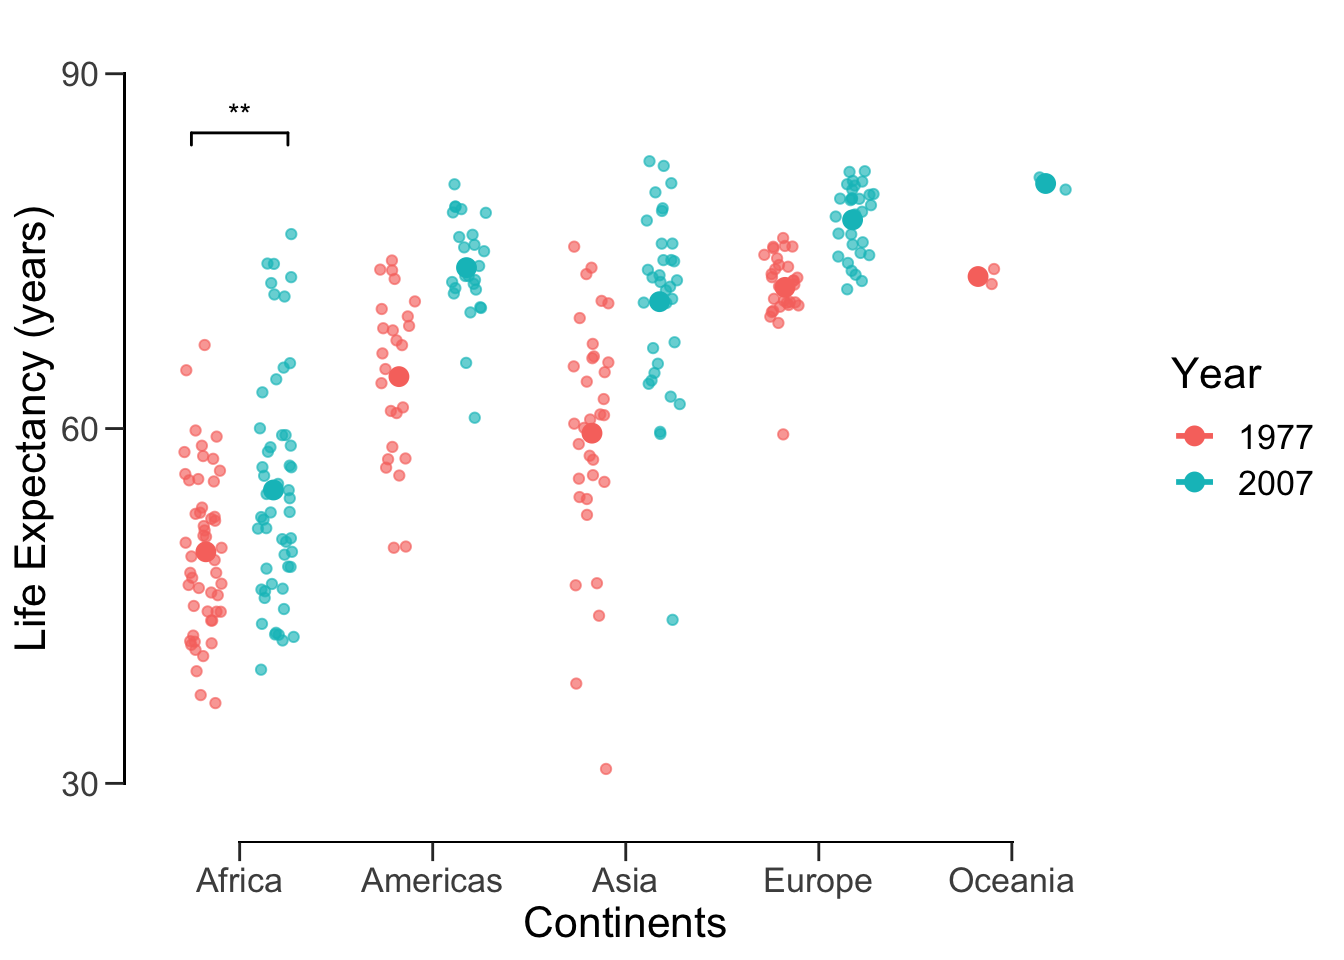 90
**
60
30
Life Expectancy (years)
Africa
Americas
Asia
Europe
Oceania
Continents
Year
1977
2007